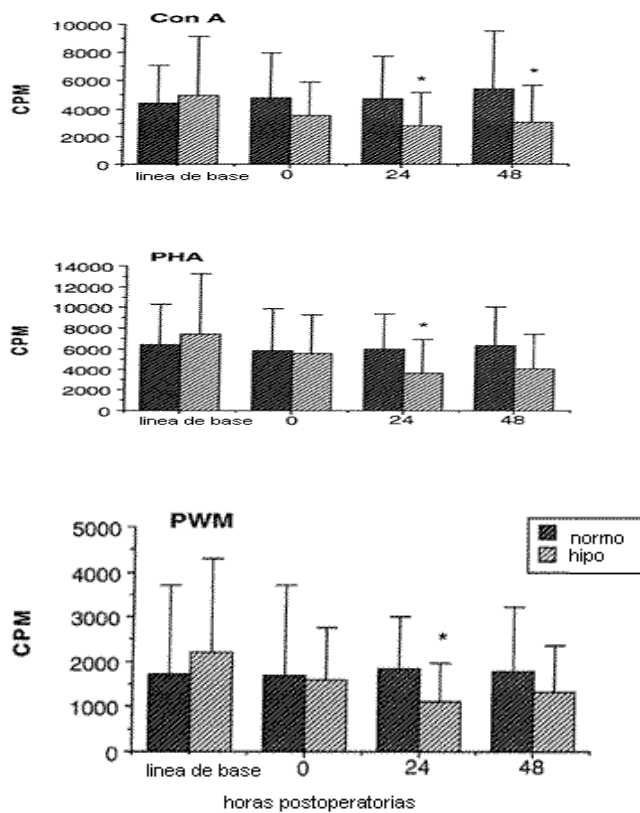 Con A
10000
8000
6000
4000
2000
0
CPM
linea de base 0 24 48
* *
PHA
14000
12000
10000
8000
6000
4000
2000
0
CPM
linea de base 0 24 48
*
PWM
5000
4000
3000
2000
1000
0
CPM
normo
hipo
*
linea de base 0 24 48
horas postoperatorias